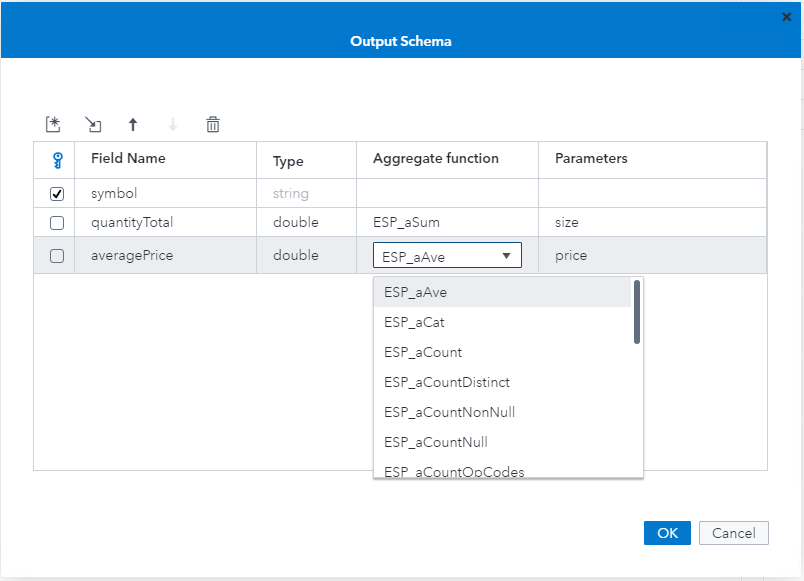 Output Schema
Field Name Type Aggregate function Parameters
symbol string
quantityTotal double ESP_aSum size
averagePrice double ESP_aAve price
ESP_aAve
ESP_aCat
ESP_aCount
ESP_aCountDistinct
ESP_aCountNonNull
ESP_aCountNull
ESP_aCountOpCodes
OK Cancel